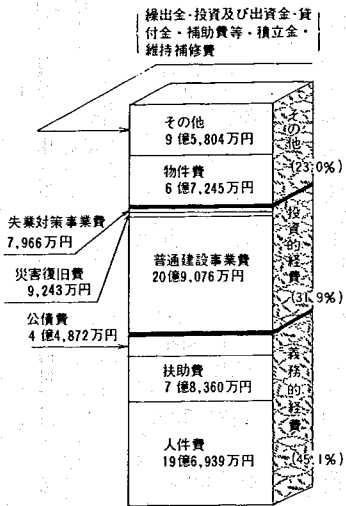 繰出金・投資及び出資金・貸
付金・補助費等・積立金・
維持補修費
その他
9億5,804万円
物件費
6億7,245万円
失業対策事業費
7,966万円
災害復旧費
9,243万円
普通建設事業費
20億9,076万円
公債費
4億4,872万円
扶助費
7億8,360万円
人件費
19億6,939万円
その他
(23.0%)
投資的経費
(31.9%)
義務的経費
(45.1%)